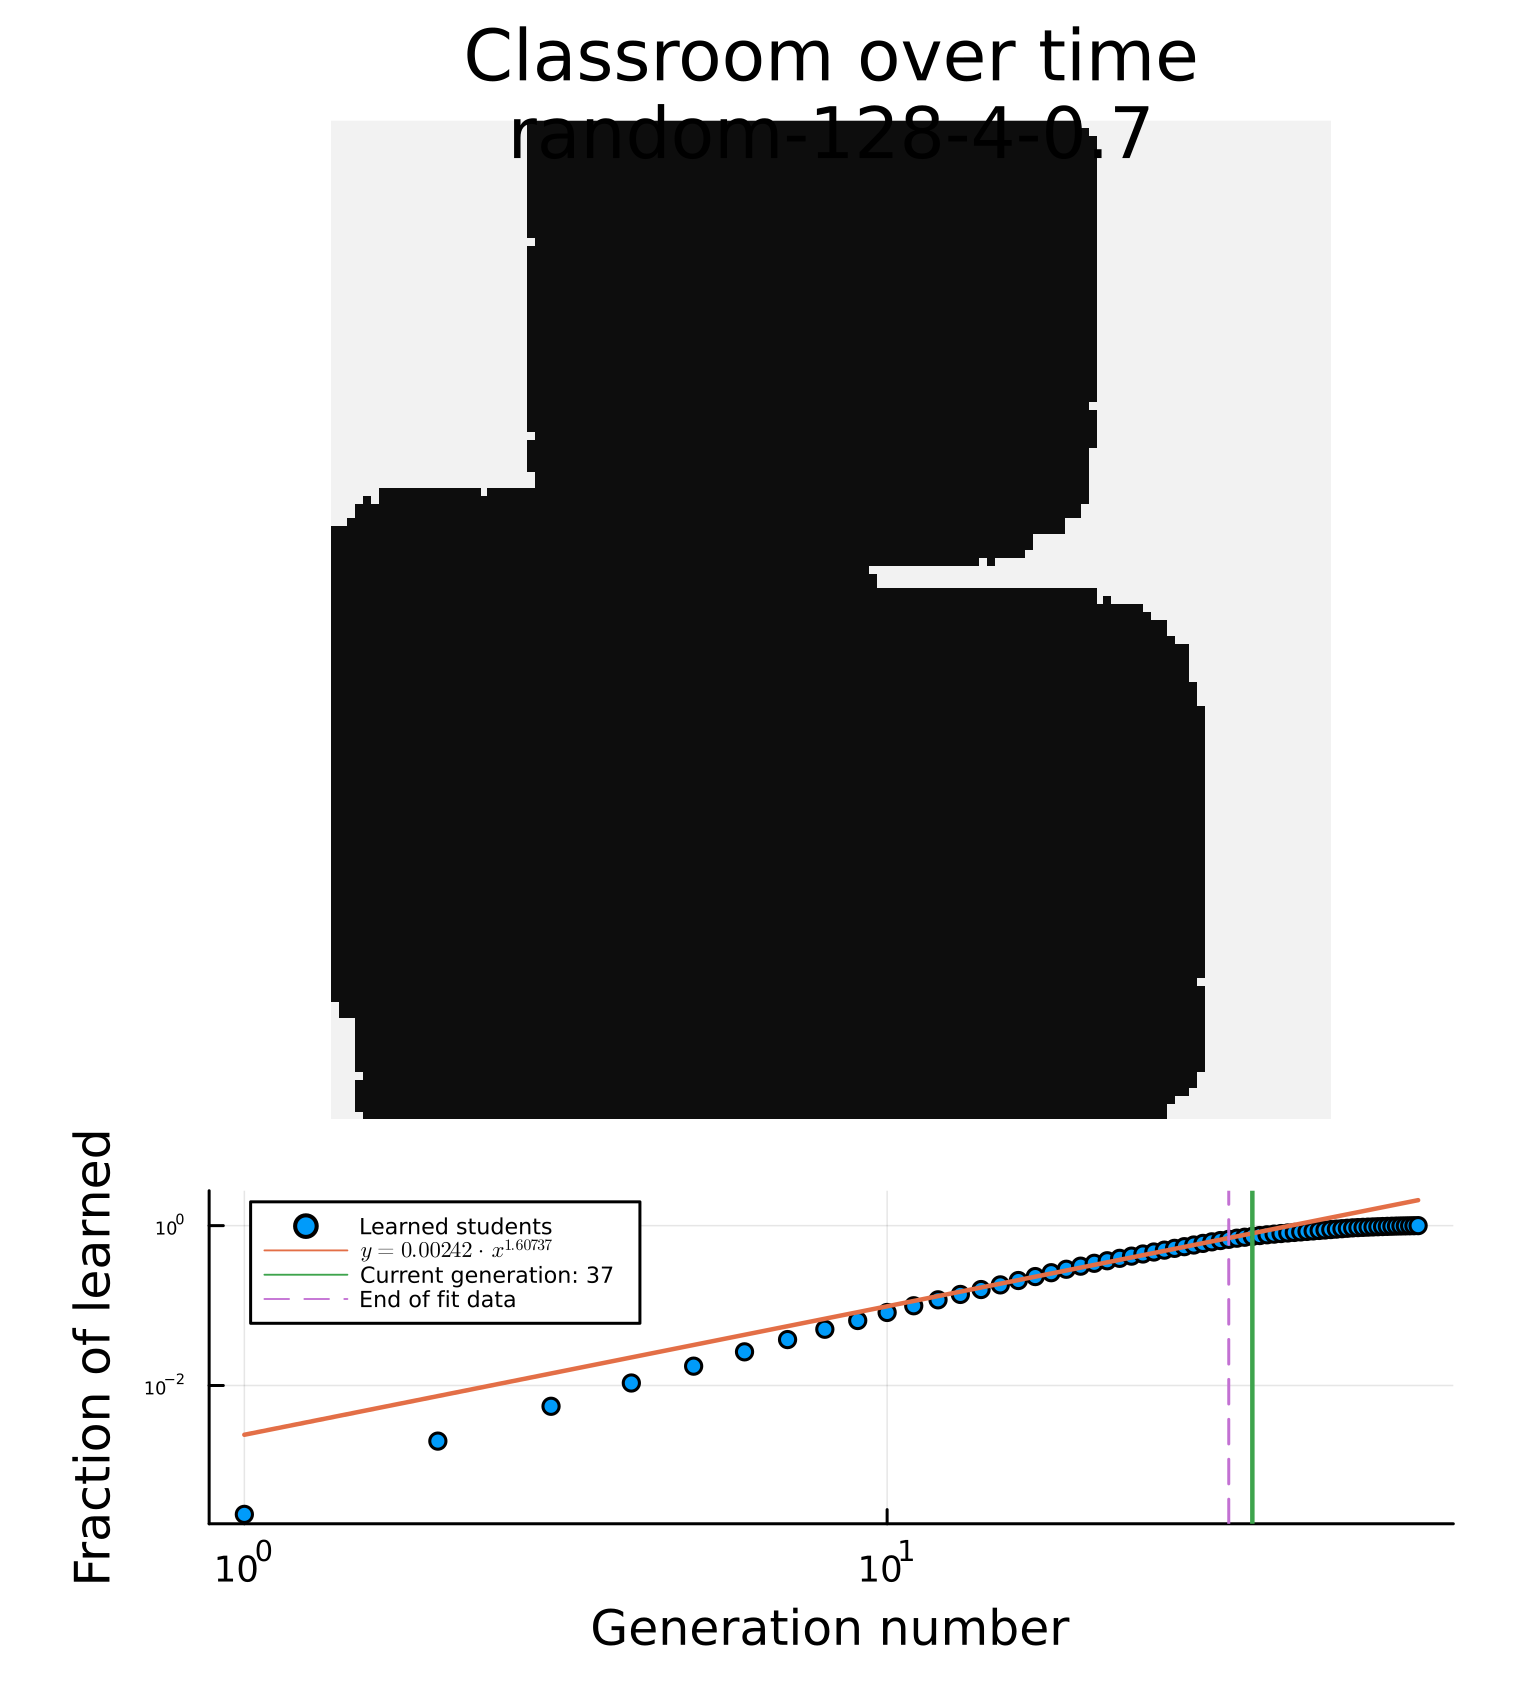 Classroom over time
random-128-4-0.7
Fraction of learned
10⁰
10⁻²
Learned students
y = 0.00242 · x^1.60737
Current generation: 37
End of fit data
10⁰
10¹
Generation number